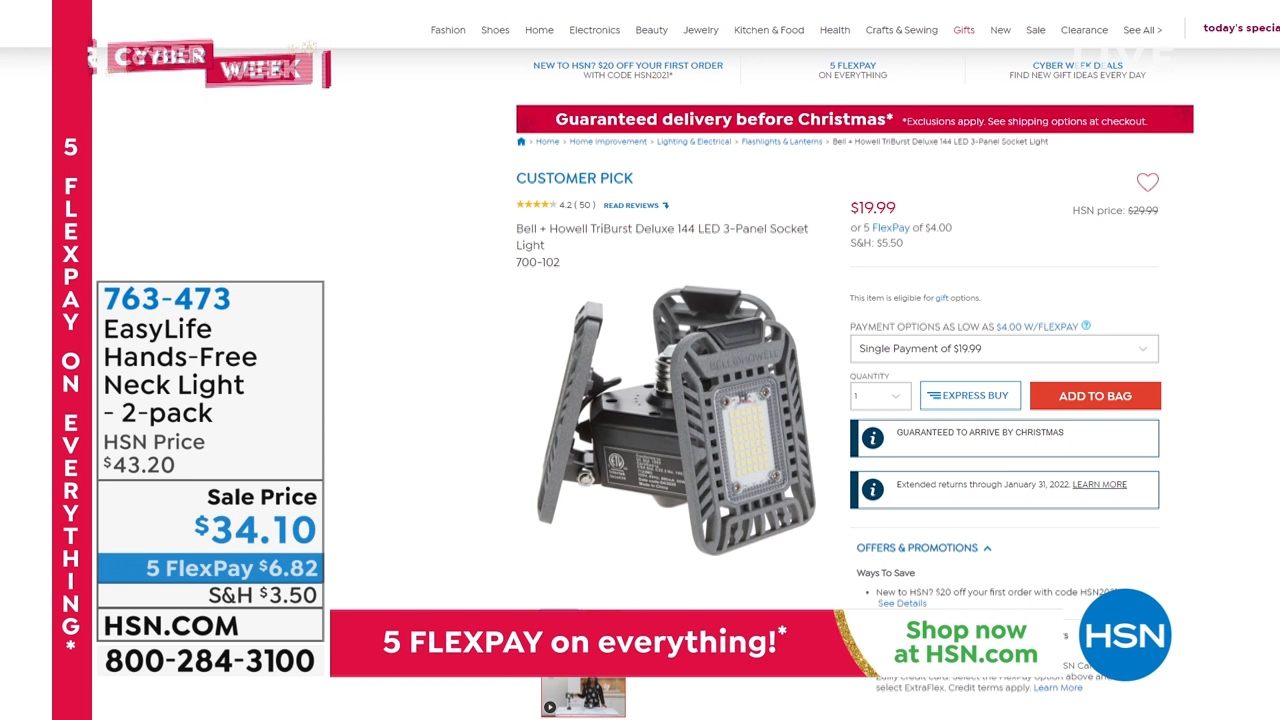 Fashion Shoes Home Electronics Beauty Jewelry Kitchen & Food Health Crafts & Sewing Gifts New Sale Clearance See All > today's specia
CYBER
WEEK
LIVE
NEW TO HSN? $20 OFF YOUR FIRST ORDER
WITH CODE HSN2021*
5 FLEXPAY
ON EVERYTHING
CYBER WEEK DEALS
FIND NEW GIFT IDEAS EVERY DAY
Guaranteed delivery before Christmas* *Exclusions apply. See shipping options at checkout.
Home > Home Improvement > Lighting & Electrical > Flashlights & Lanterns > Bell + Howell TriBurst Deluxe 144 LED 3-Panel Socket Light
5 FLEXPAY ON EVERYTHING*
CUSTOMER PICK
4.2 ( 50 ) READ REVIEWS
Bell + Howell TriBurst Deluxe 144 LED 3-Panel Socket
Light
700-102
BELL+HOWELL
$19.99
HSN price: $29.99
or 5 FlexPay of $4.00
S&H: $5.50
This item is eligible for gift options.
PAYMENT OPTIONS AS LOW AS $4.00 W/FLEXPAY
Single Payment of $19.99
QUANTITY
1
EXPRESS BUY
ADD TO BAG
GUARANTEED TO ARRIVE BY CHRISTMAS
Extended returns through January 31, 2022. LEARN MORE
OFFERS & PROMOTIONS
Ways To Save
• New to HSN? $20 off your first order with code HSN202
See Details
select ExtraFlex. Credit terms apply. Learn More
763-473
EasyLife
Hands-Free
Neck Light
- 2-pack
HSN Price
$43.20
Sale Price
$34.10
5 FlexPay $6.82
S&H $3.50
HSN.COM
800-284-3100
5 FLEXPAY on everything!*
Shop now
at HSN.com
HSN